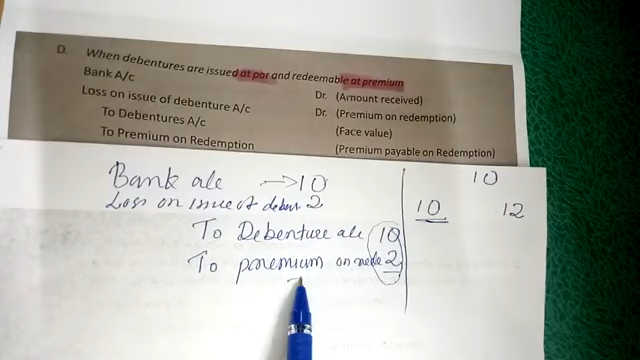 D. When debentures are issued at par and redeemable at premium
Bank A/c Dr. (Amount received)
Loss on issue of debenture A/c Dr. (Premium on redemption)
To Debentures A/c (Face value)
To Premium on Redemption (Premium payable on Redemption)
Bank a/c → 10 10
Loss on issue of deben 2 10 12
To Debenture a/c 10
To premium on rede 2